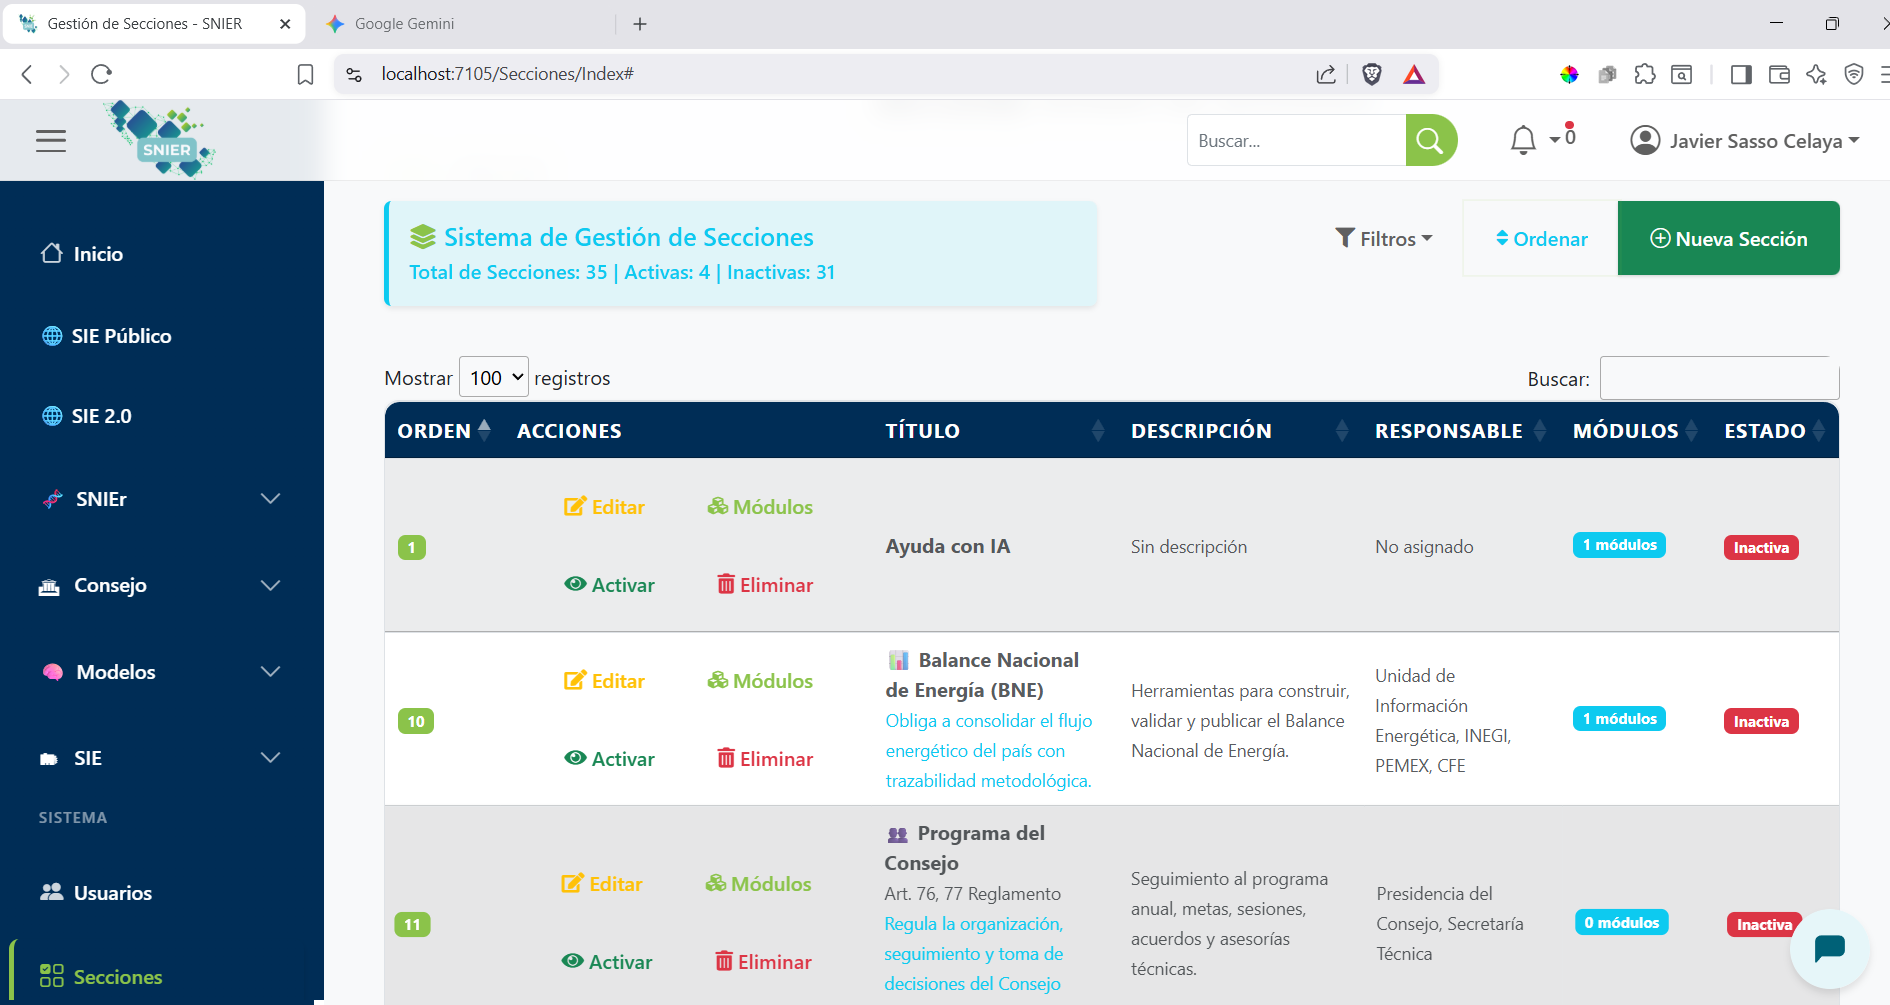 Gestión de Secciones - SNIER
Google Gemini
localhost:7105/Secciones/Index#
SNIER
Buscar...
0
Javier Sasso Celaya
Inicio
SIE Público
SIE 2.0
SNIEr
Consejo
Modelos
SIE
SISTEMA
Usuarios
Secciones
Sistema de Gestión de Secciones
Total de Secciones: 35 | Activas: 4 | Inactivas: 31
Filtros
Ordenar
Nueva Sección
Mostrar 100 registros
Buscar:
ORDEN ACCIONES TÍTULO DESCRIPCIÓN RESPONSABLE MÓDULOS ESTADO
1
Editar
Módulos
Activar
Eliminar
Ayuda con IA
Sin descripción
No asignado
1 módulos
Inactiva
10
Editar
Módulos
Activar
Eliminar
Balance Nacional
de Energía (BNE)
Obliga a consolidar el flujo
energético del país con
trazabilidad metodológica.
Herramientas para construir,
validar y publicar el Balance
Nacional de Energía.
Unidad de
Información
Energética, INEGI,
PEMEX, CFE
1 módulos
Inactiva
11
Editar
Módulos
Activar
Eliminar
Programa del
Consejo
Art. 76, 77 Reglamento
Regula la organización,
seguimiento y toma de
decisiones del Consejo
Seguimiento al programa
anual, metas, sesiones,
acuerdos y asesorías
técnicas.
Presidencia del
Consejo, Secretaría
Técnica
0 módulos
Inactiva